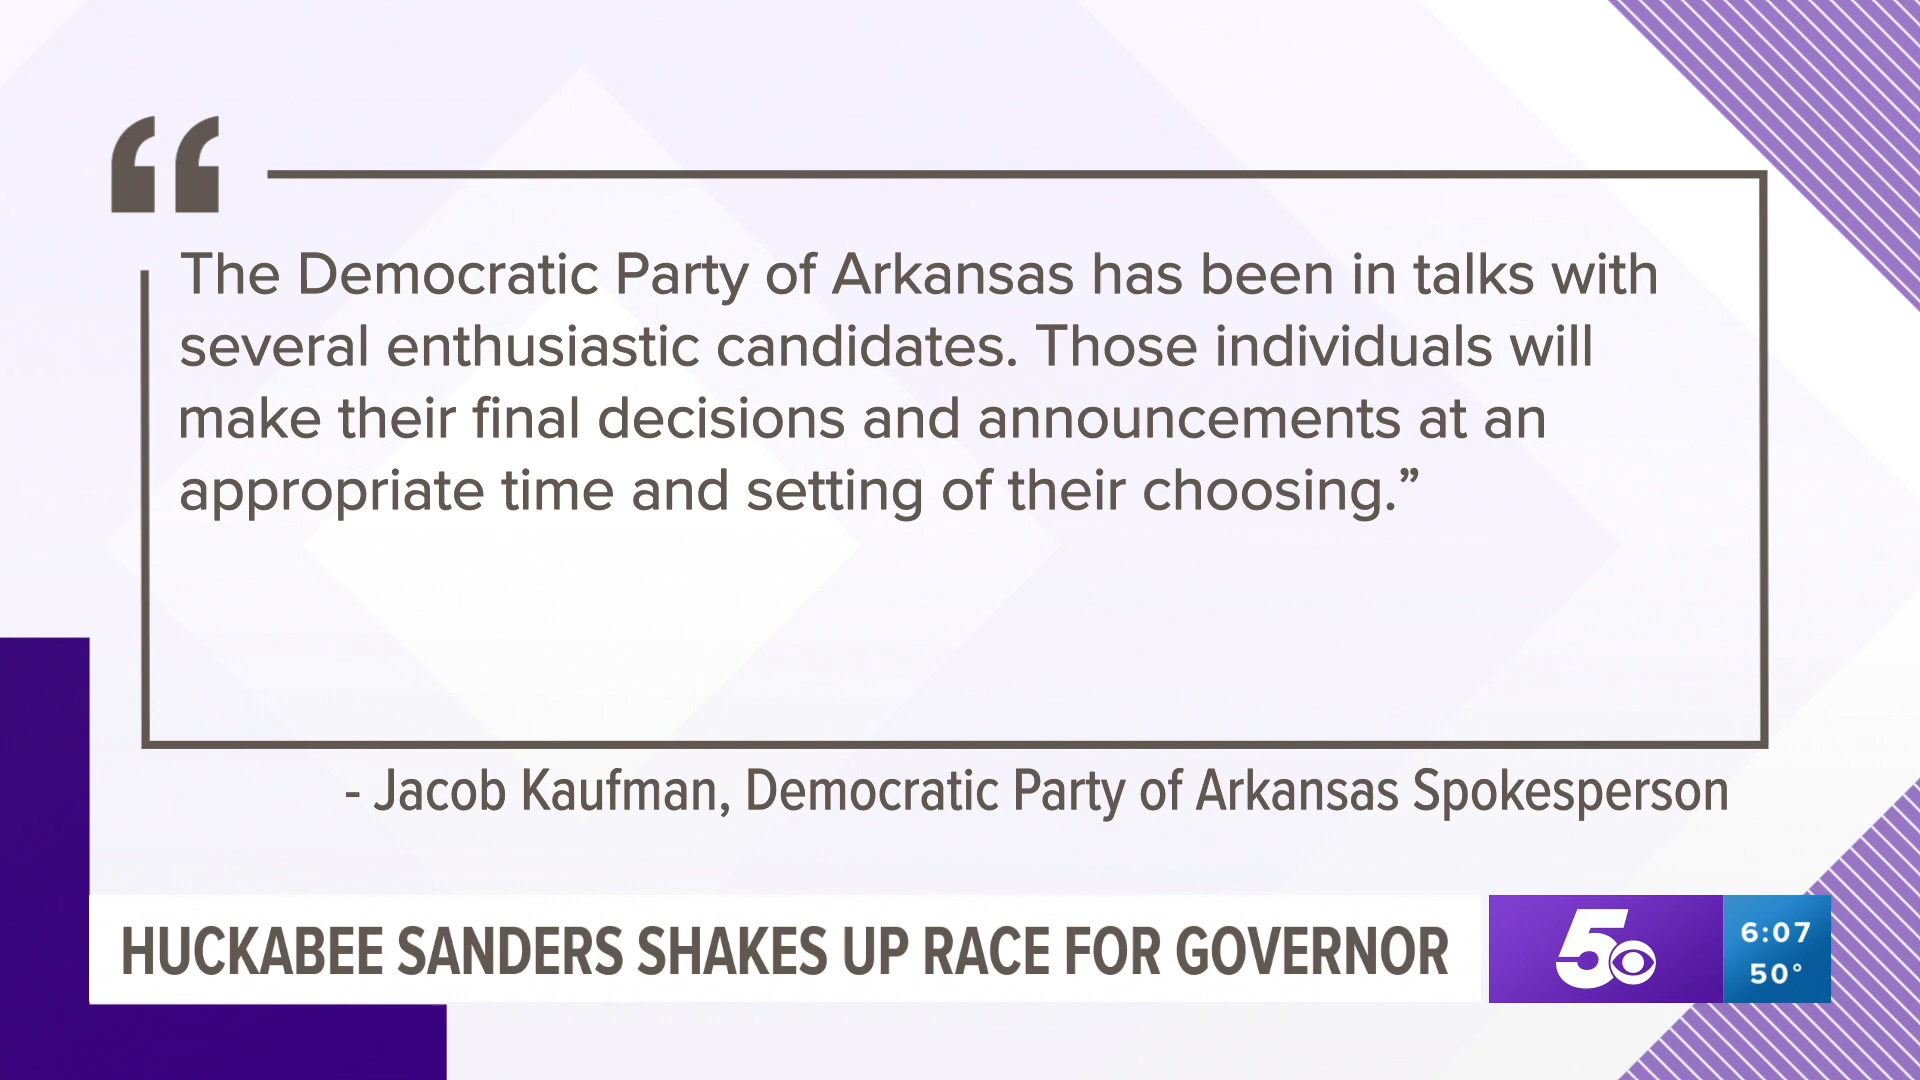 “
The Democratic Party of Arkansas has been in talks with
several enthusiastic candidates. Those individuals will
make their final decisions and announcements at an
appropriate time and setting of their choosing.”
- Jacob Kaufman, Democratic Party of Arkansas Spokesperson
HUCKABEE SANDERS SHAKES UP RACE FOR GOVERNOR
5
6:07
50°